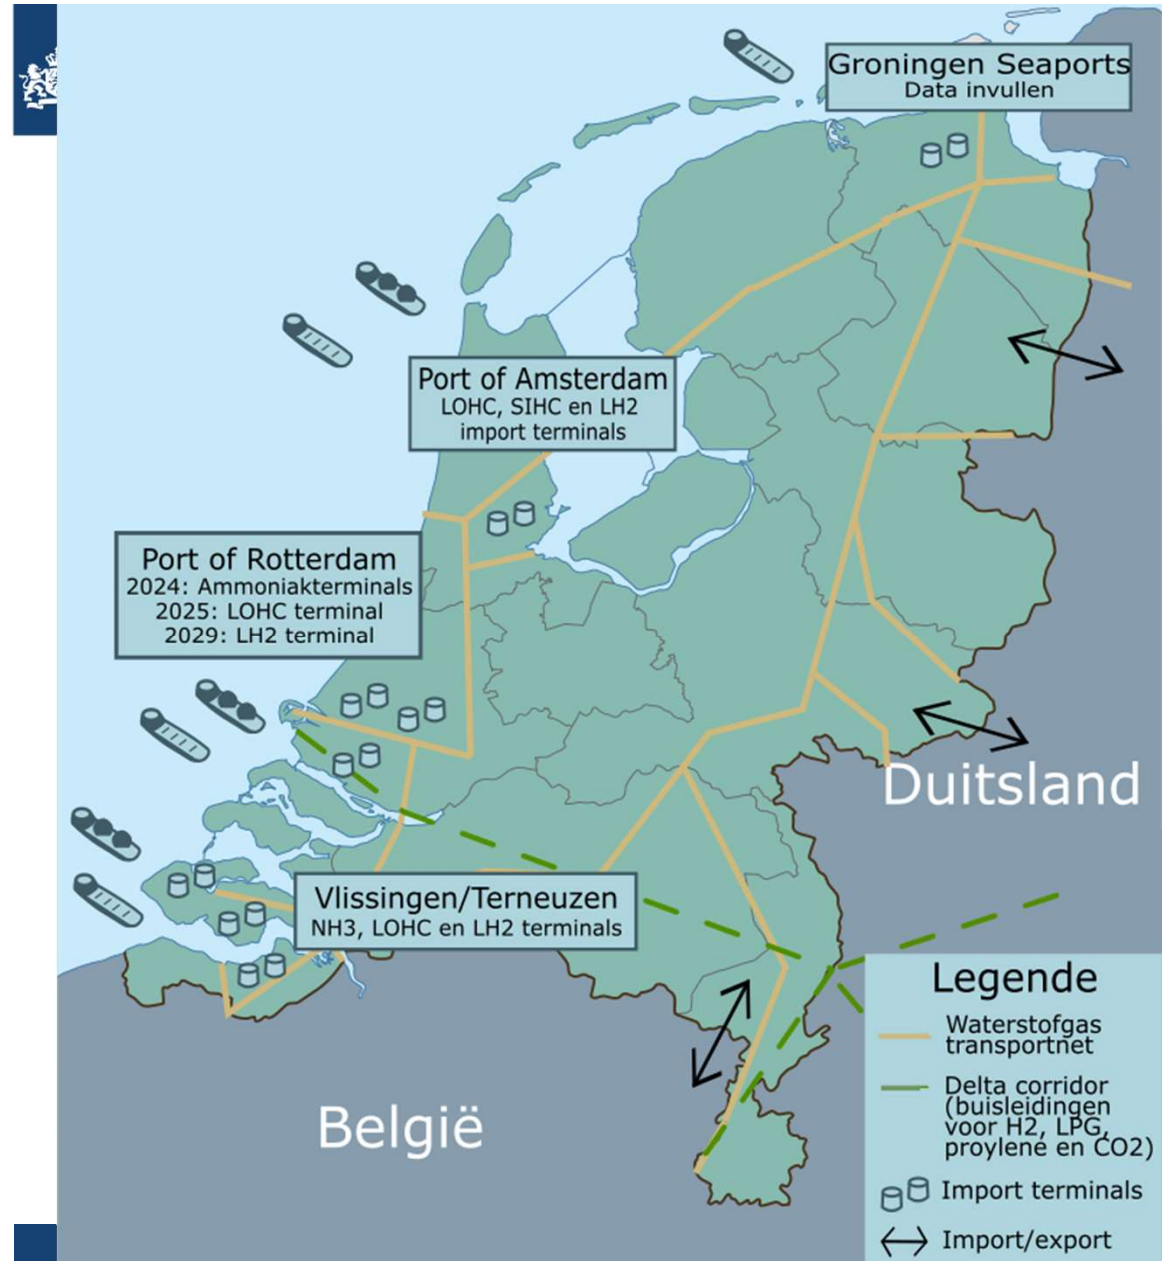 Groningen Seaports
Data invullen
Port of Amsterdam
LOHC, SIHC en LH2
import terminals
Port of Rotterdam
2024: Ammoniakterminals
2025: LOHC terminal
2029: LH2 terminal
Duitsland
Vlissingen/Terneuzen
NH3, LOHC en LH2 terminals
België
Legende
Waterstofgas
transportnet
Delta corridor
(buisleidingen
voor H2, LPG,
proylene en CO2)
Import terminals
Import/export